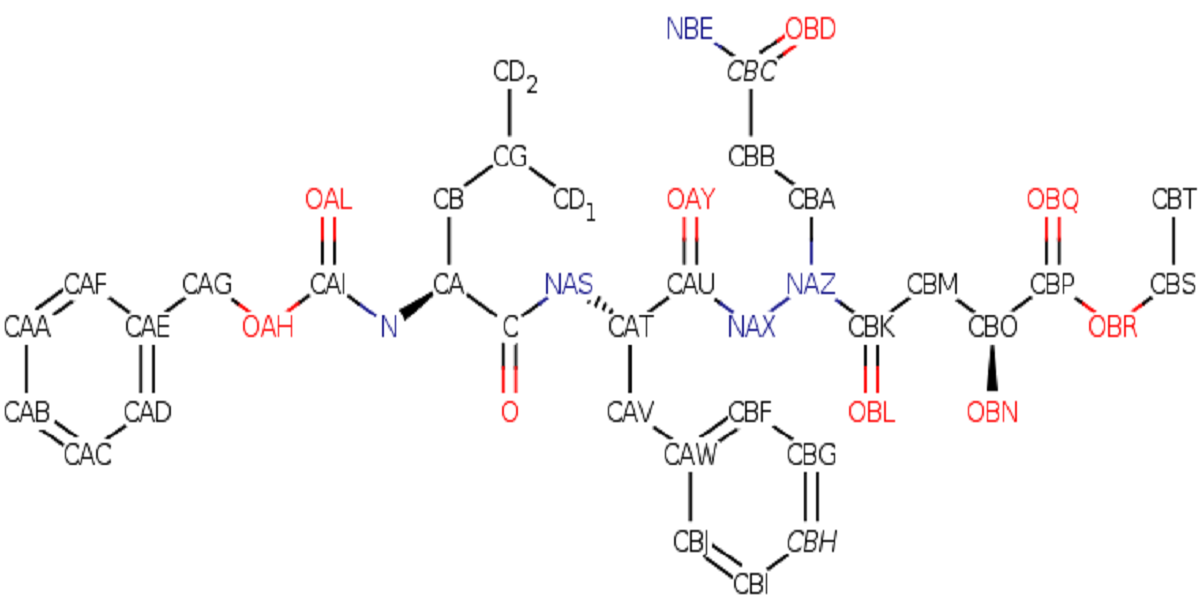 NBE OBD
CD2 CBC
CG CBB
OAL CB CD1 OAY CBA OBQ CBT
CAF CAG CAI CA NAS CAU NAZ CBM CBP CBS
CAA CAE OAH N C CAT NAX CBK CBO OBR
CAB CAD O CAV CBF OBL OBN
CAC CAW CBG
CBJ CBH
CBI